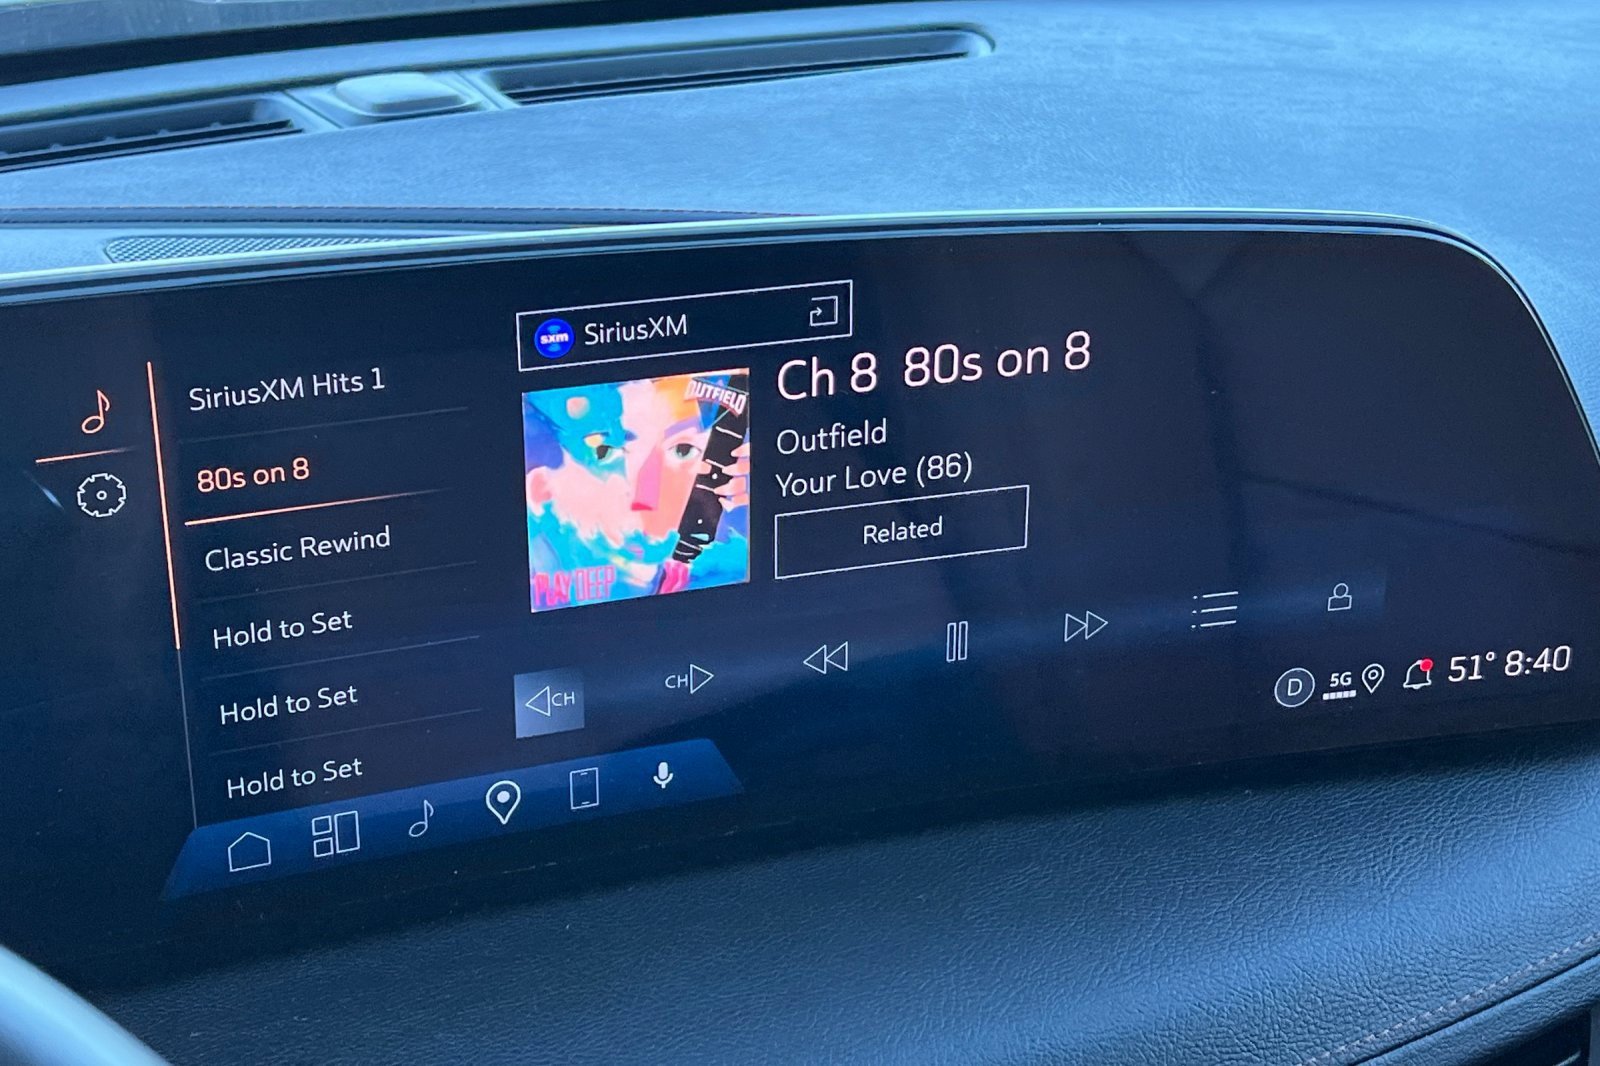 sxm SiriusXM
SiriusXM Hits 1
80s on 8
Classic Rewind
Hold to Set
Hold to Set
Hold to Set
OUTFIELD
PLAY DEEP
Ch 8 80s on 8
Outfield
Your Love (86)
Related
CH
CH
D 5G 51° 8:40